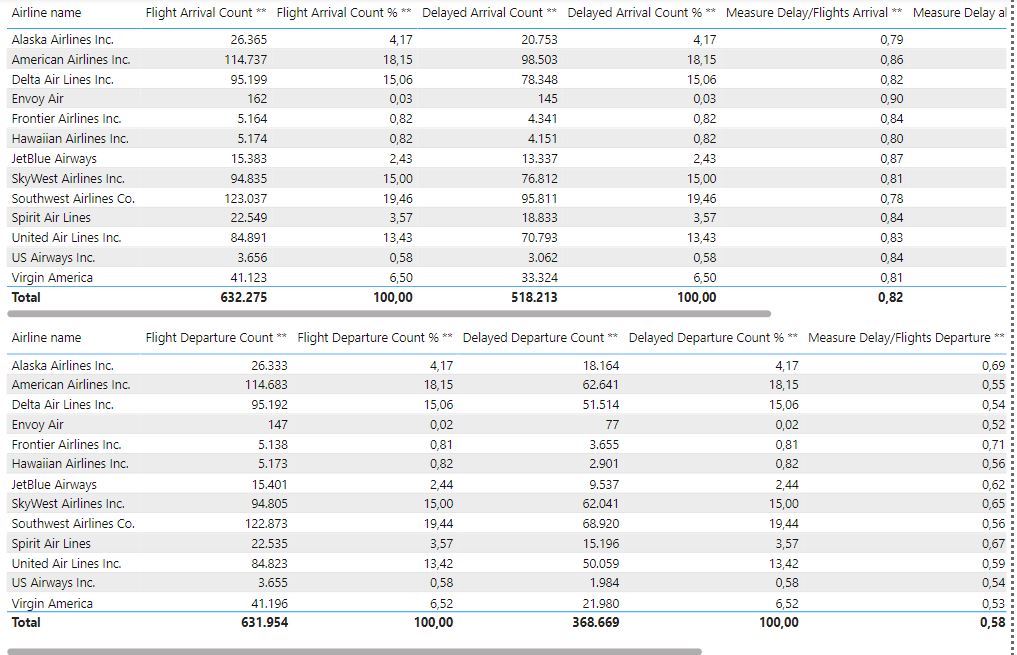 Airline name Flight Arrival Count ** Flight Arrival Count % ** Delayed Arrival Count ** Delayed Arrival Count % ** Measure Delay/Flights Arrival ** Measure Delay al
Alaska Airlines Inc. 26.365 4,17 20.753 4,17 0,79
American Airlines Inc. 114.737 18,15 98.503 18,15 0,86
Delta Air Lines Inc. 95.199 15,06 78.348 15,06 0,82
Envoy Air 162 0,03 145 0,03 0,90
Frontier Airlines Inc. 5.164 0,82 4.341 0,82 0,84
Hawaiian Airlines Inc. 5.174 0,82 4.151 0,82 0,80
JetBlue Airways 15.383 2,43 13.337 2,43 0,87
SkyWest Airlines Inc. 94.835 15,00 76.812 15,00 0,81
Southwest Airlines Co. 123.037 19,46 95.811 19,46 0,78
Spirit Air Lines 22.549 3,57 18.833 3,57 0,84
United Air Lines Inc. 84.891 13,43 70.793 13,43 0,83
US Airways Inc. 3.656 0,58 3.062 0,58 0,84
Virgin America 41.123 6,50 33.324 6,50 0,81
Total 632.275 100,00 518.213 100,00 0,82
Airline name Flight Departure Count ** Flight Departure Count % ** Delayed Departure Count ** Delayed Departure Count % ** Measure Delay/Flights Departure **
Alaska Airlines Inc. 26.333 4,17 18.164 4,17 0,69
American Airlines Inc. 114.683 18,15 62.641 18,15 0,55
Delta Air Lines Inc. 95.192 15,06 51.514 15,06 0,54
Envoy Air 147 0,02 77 0,02 0,52
Frontier Airlines Inc. 5.138 0,81 3.655 0,81 0,71
Hawaiian Airlines Inc. 5.173 0,82 2.901 0,82 0,56
JetBlue Airways 15.401 2,44 9.537 2,44 0,62
SkyWest Airlines Inc. 94.805 15,00 62.041 15,00 0,65
Southwest Airlines Co. 122.873 19,44 68.920 19,44 0,56
Spirit Air Lines 22.535 3,57 15.196 3,57 0,67
United Air Lines Inc. 84.823 13,42 50.059 13,42 0,59
US Airways Inc. 3.655 0,58 1.984 0,58 0,54
Virgin America 41.196 6,52 21.980 6,52 0,53
Total 631.954 100,00 368.669 100,00 0,58